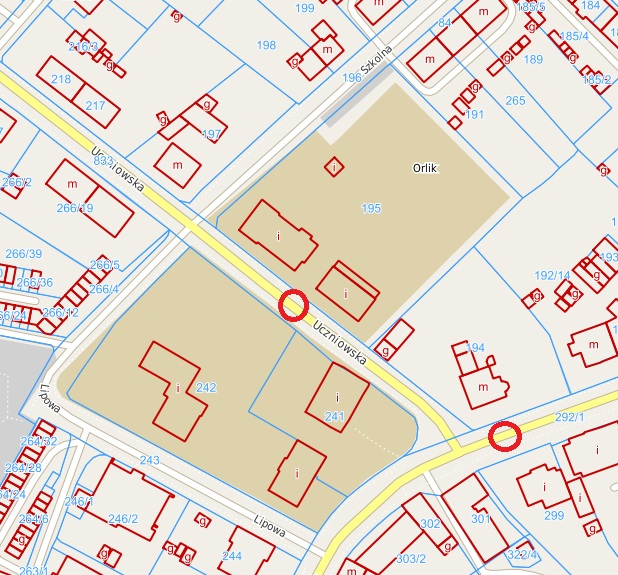 g
199
m
84
185/5
184
216/3
g
g
198
g
m
m
189
g
185/4
g
185/2
218
217
196
Szkolna
m
g
265
g
g
197
191
g
Uczniowska
833
m
i
Orlik
g
266/2
m
266/19
195
i
266/39
266/5
266/36
266/4
192/14
g
g
i
266/12
Uczniowska
g
194
m
m
i
242
i
241
Lipowa
292/1
264/32
264/28
243
i
i
i
i
246/1
246/2
g
Lipowa
302
301
299
g
g
g
244
g
303/2
322/4
m
m
263/1